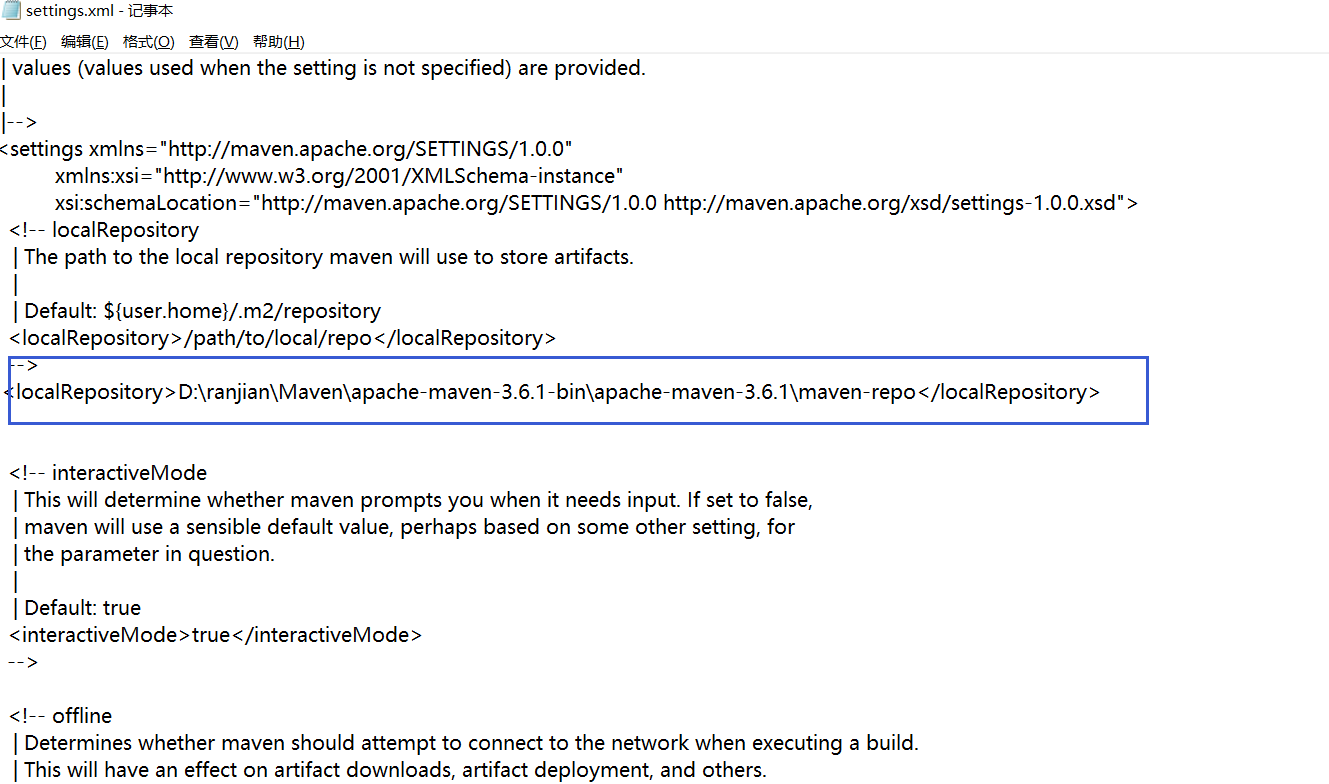 settings.xml - 记事本
文件(F) 编辑(E) 格式(O) 查看(V) 帮助(H)
| values (values used when the setting is not specified) are provided.
|
|-->
<settings xmlns="http://maven.apache.org/SETTINGS/1.0.0"
xmlns:xsi="http://www.w3.org/2001/XMLSchema-instance"
xsi:schemaLocation="http://maven.apache.org/SETTINGS/1.0.0 http://maven.apache.org/xsd/settings-1.0.0.xsd">
<!-- localRepository
| The path to the local repository maven will use to store artifacts.
|
| Default: ${user.home}/.m2/repository
<localRepository>/path/to/local/repo</localRepository>
-->
<localRepository>D:\ranjian\Maven\apache-maven-3.6.1-bin\apache-maven-3.6.1\maven-repo</localRepository>
<!-- interactiveMode
| This will determine whether maven prompts you when it needs input. If set to false,
| maven will use a sensible default value, perhaps based on some other setting, for
| the parameter in question.
|
| Default: true
<interactiveMode>true</interactiveMode>
-->
<!-- offline
| Determines whether maven should attempt to connect to the network when executing a build.
| This will have an effect on artifact downloads, artifact deployment, and others.